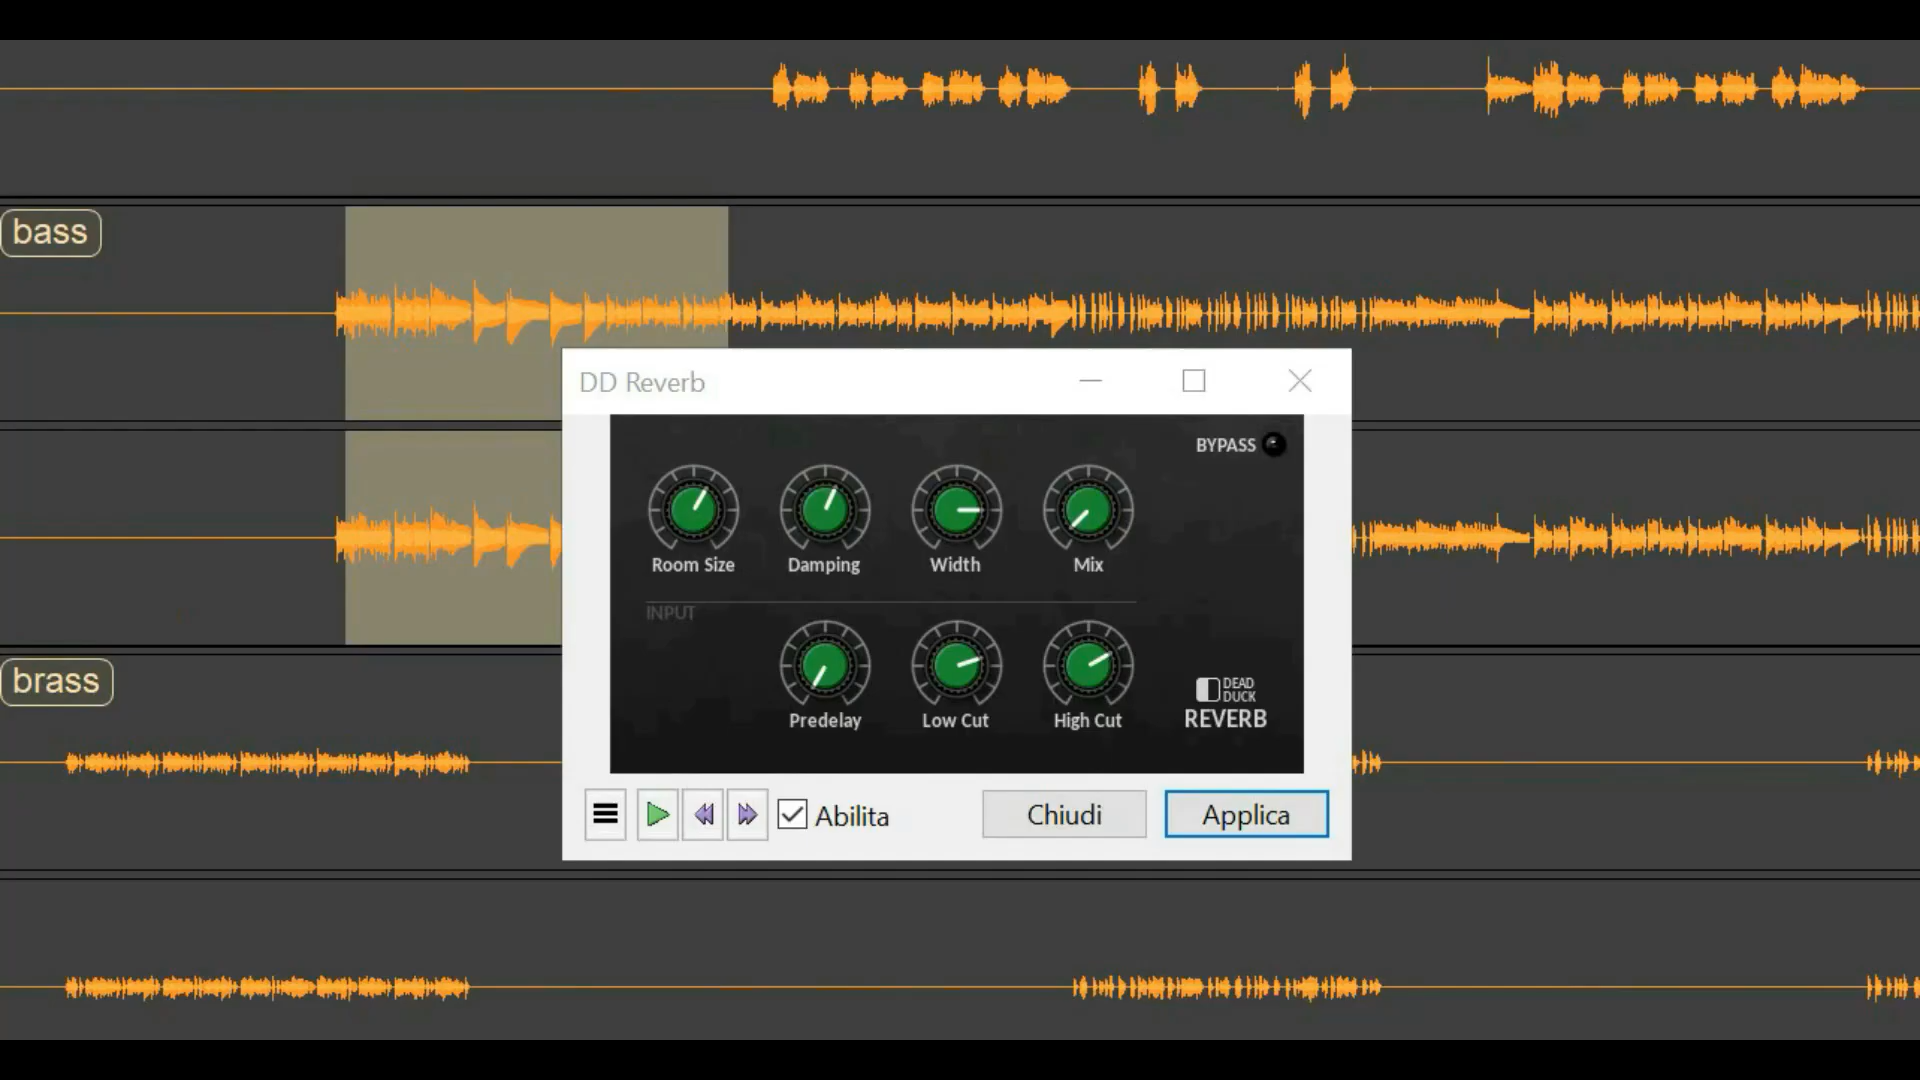 bass
DD Reverb
BYPASS
Room Size
Damping
Width
Mix
INPUT
Predelay
Low Cut
High Cut
DEAD
DUCK
REVERB
brass
Abilita
Chiudi
Applica